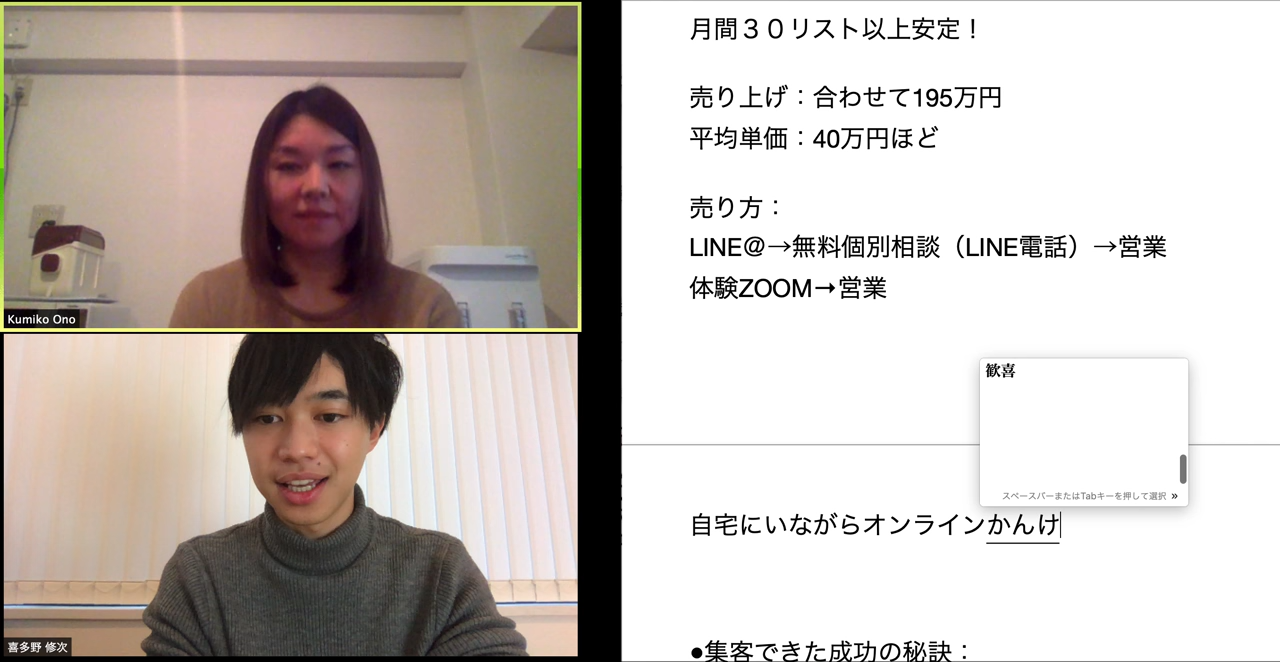 Kumiko Ono
喜多野 修次
月間３０リスト以上安定！
売り上げ：合わせて195万円
平均単価：40万円ほど
売り方：
LINE@→無料個別相談（LINE電話）→営業
体験ZOOM→営業
歓喜
スペースバーまたはTabキーを押して選択 »
自宅にいながらオンラインかんけ
●集客できた成功の秘訣：